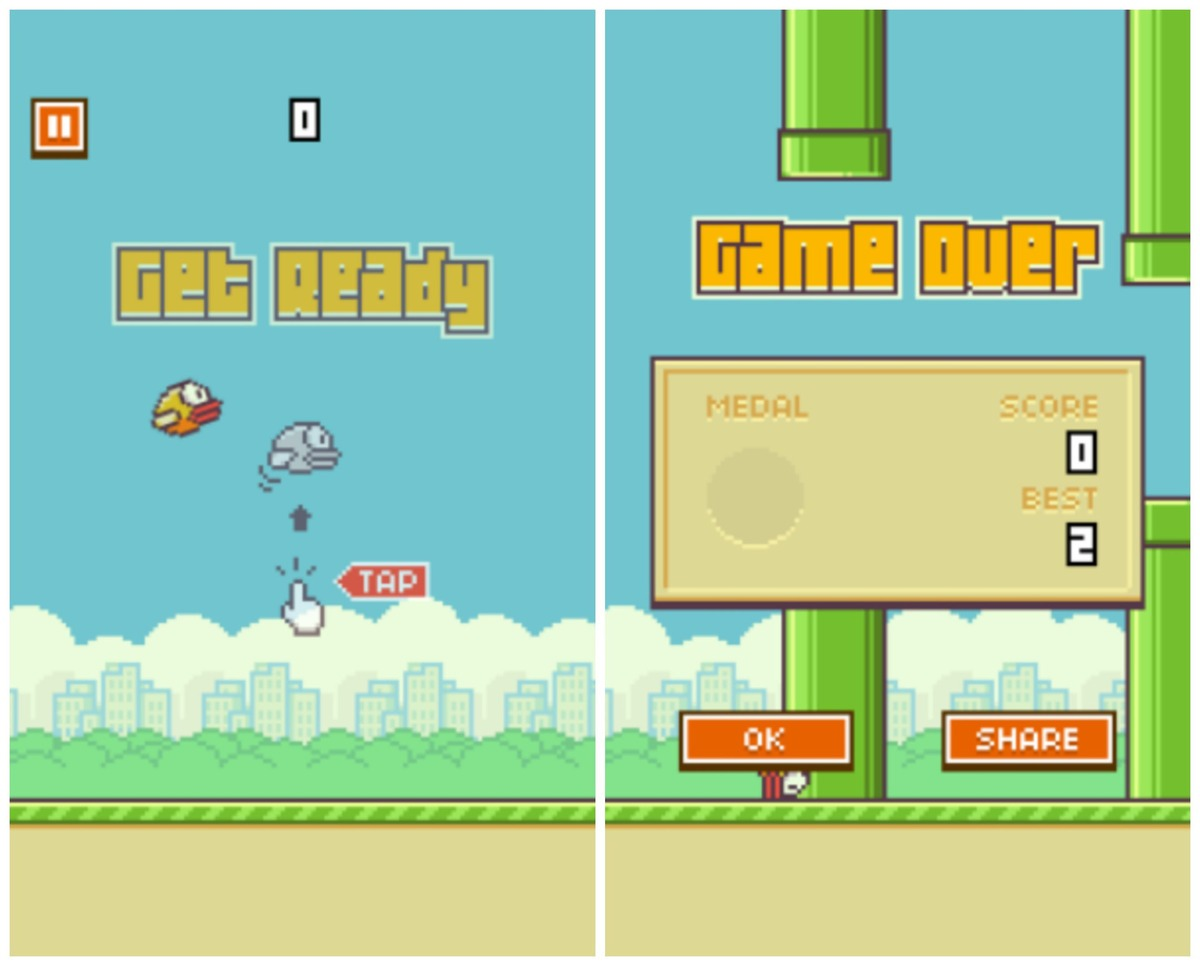 0
Get Ready
TAP
Game Over
MEDAL
SCORE
0
BEST
2
OK
SHARE